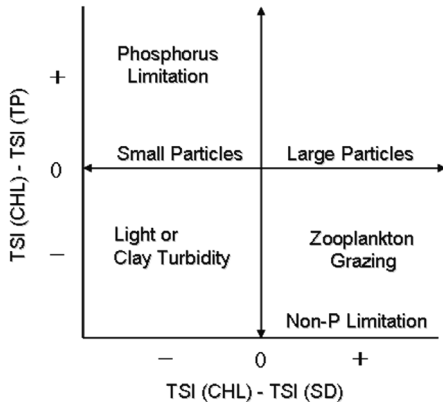 Phosphorus
Limitation
+
TSI (CHL) - TSI (TP)
0
Small Particles
Large Particles
Light or
Clay Turbidity
Zooplankton
Grazing
–
Non-P Limitation
– 0 +
TSI (CHL) - TSI (SD)